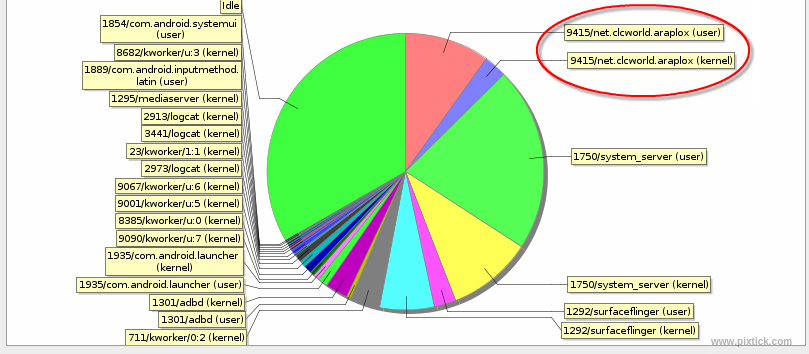 Idle
1854/com.android.systemui
(user)
8682/kworker/u:3 (kernel)
1889/com.android.inputmethod.
latin (user)
1295/mediaserver (kernel)
2913/logcat (kernel)
3441/logcat (kernel)
23/kworker/1:1 (kernel)
2973/logcat (kernel)
9067/kworker/u:6 (kernel)
9001/kworker/u:5 (kernel)
8385/kworker/u:0 (kernel)
9090/kworker/u:7 (kernel)
1935/com.android.launcher
(kernel)
1935/com.android.launcher (user)
1301/adbd (kernel)
1301/adbd (user)
711/kworker/0:2 (kernel)
9415/net.clcworld.araplox (user)
9415/net.clcworld.araplox (kernel)
1750/system_server (user)
1750/system_server (kernel)
1292/surfaceflinger (user)
1292/surfaceflinger (kernel)
www.pixtick.com